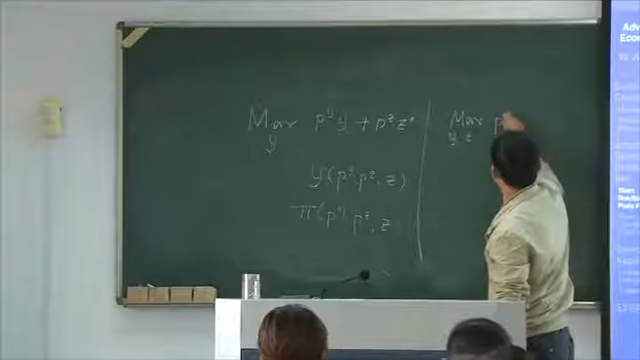 Max p^y y + p^z z°
y
y(p^y, p^z, z)
π(p^y, p^z, z
Max p
y, z